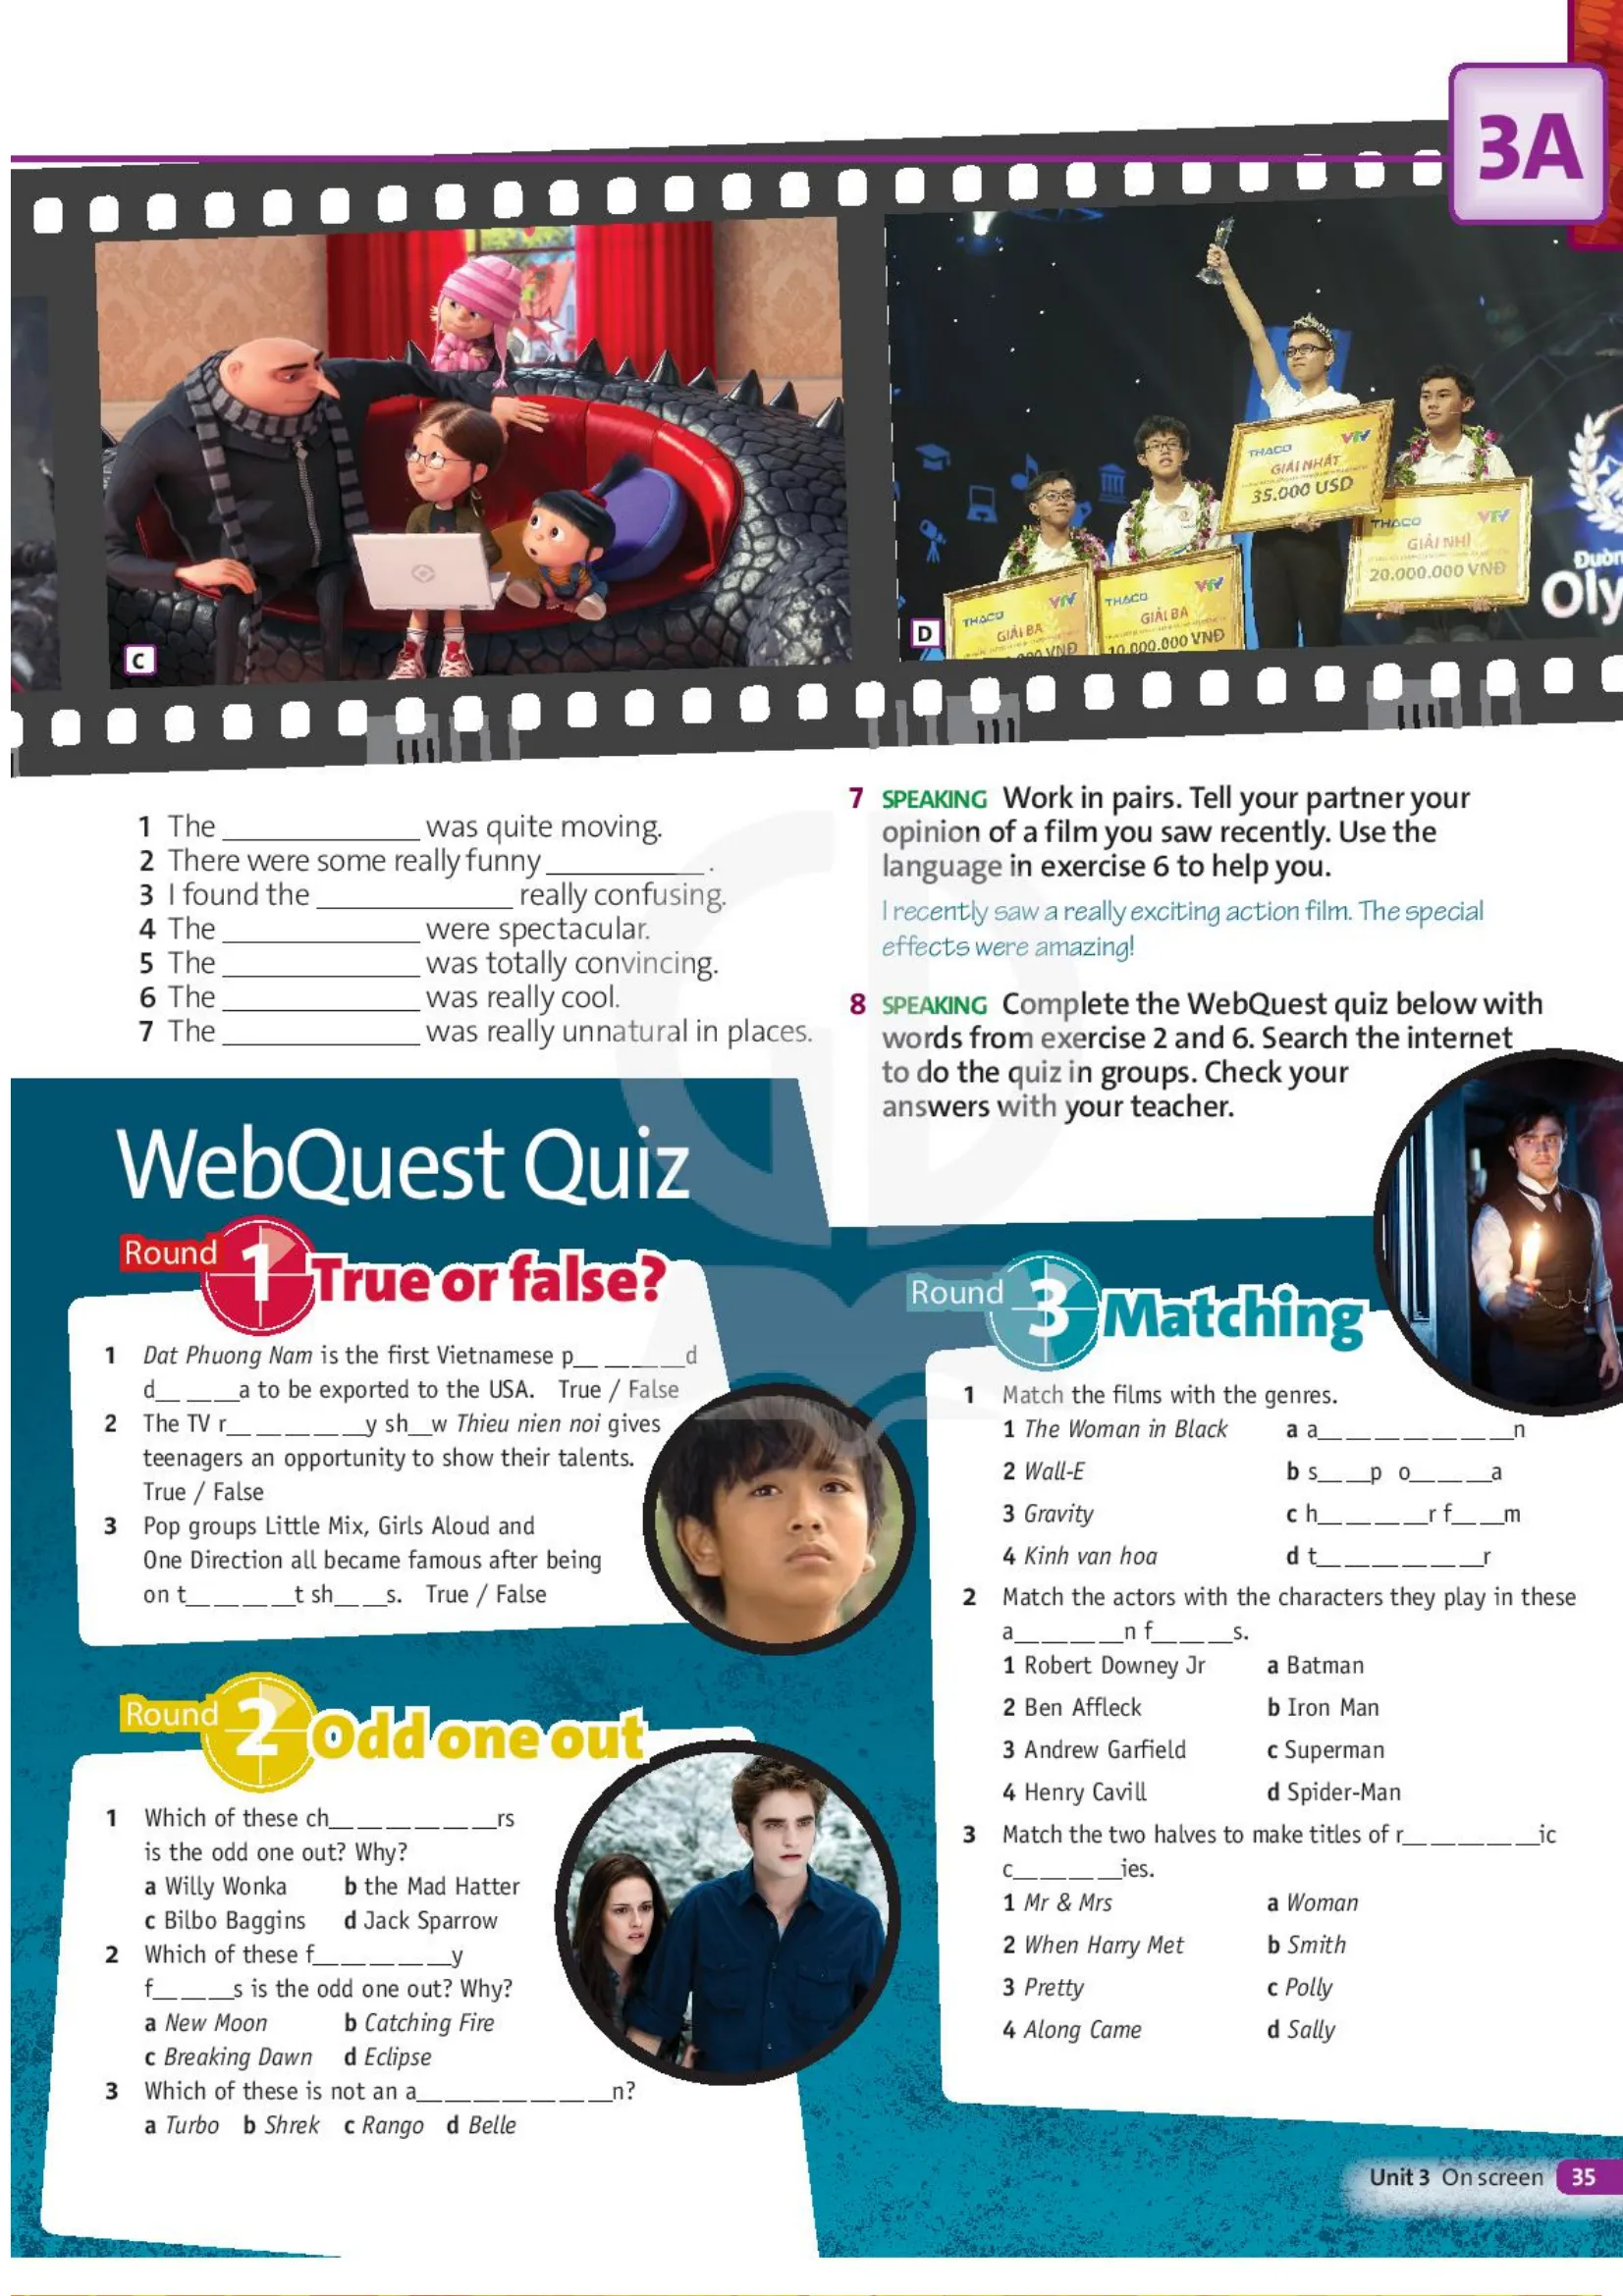 3A
C
THACO
VTV
GIẢI NHẤT
35.000 USD
THACO
VTV
GIẢI NHÌ
20.000.000 VNĐ
THACO
VTV
GIẢI BA
THACO
VTV
GIẢI BA
10.000.000 VNĐ
D
1 The ______________ was quite moving.
2 There were some really funny ___________.
3 I found the ______________ really confusing.
4 The ______________ were spectacular.
5 The ______________ was totally convincing.
6 The ______________ was really cool.
7 The ______________ was really unnatural in places.
7 SPEAKING Work in pairs. Tell your partner your
opinion of a film you saw recently. Use the
language in exercise 6 to help you.
I recently saw a really exciting action film. The special
effects were amazing!
8 SPEAKING Complete the WebQuest quiz below with
words from exercise 2 and 6. Search the internet
to do the quiz in groups. Check your
answers with your teacher.
WebQuest Quiz
Round 1 True or false?
1 Dat Phuong Nam is the first Vietnamese p__ __ __ __d
d__ __ __a to be exported to the USA. True / False
2 The TV r__ __ __ __ __y sh__w Thieu nien noi gives
teenagers an opportunity to show their talents.
True / False
3 Pop groups Little Mix, Girls Aloud and
One Direction all became famous after being
on t__ __ __ __t sh__ __s. True / False
Round 2 Odd one out
1 Which of these ch__ __ __ __ __ __rs
is the odd one out? Why?
a Willy Wonka b the Mad Hatter
c Bilbo Baggins d Jack Sparrow
2 Which of these f__ __ __ __ __y
f__ __ __s is the odd one out? Why?
a New Moon b Catching Fire
c Breaking Dawn d Eclipse
3 Which of these is not an a__ __ __ __ __ __ __n?
a Turbo b Shrek c Rango d Belle
Round 3 Matching
1 Match the films with the genres.
1 The Woman in Black a a__ __ __ __ __ __ __n
2 Wall-E b s__ __p o__ __ __a
3 Gravity c h__ __ __ __r f__ __m
4 Kinh van hoa d t__ __ __ __ __ __r
2 Match the actors with the characters they play in these
a__ __ __ __n f__ __ __s.
1 Robert Downey Jr a Batman
2 Ben Affleck b Iron Man
3 Andrew Garfield c Superman
4 Henry Cavill d Spider-Man
3 Match the two halves to make titles of r__ __ __ __ __ic
c__ __ __ __ies.
1 Mr & Mrs a Woman
2 When Harry Met b Smith
3 Pretty c Polly
4 Along Came d Sally
Unit 3 On screen 35